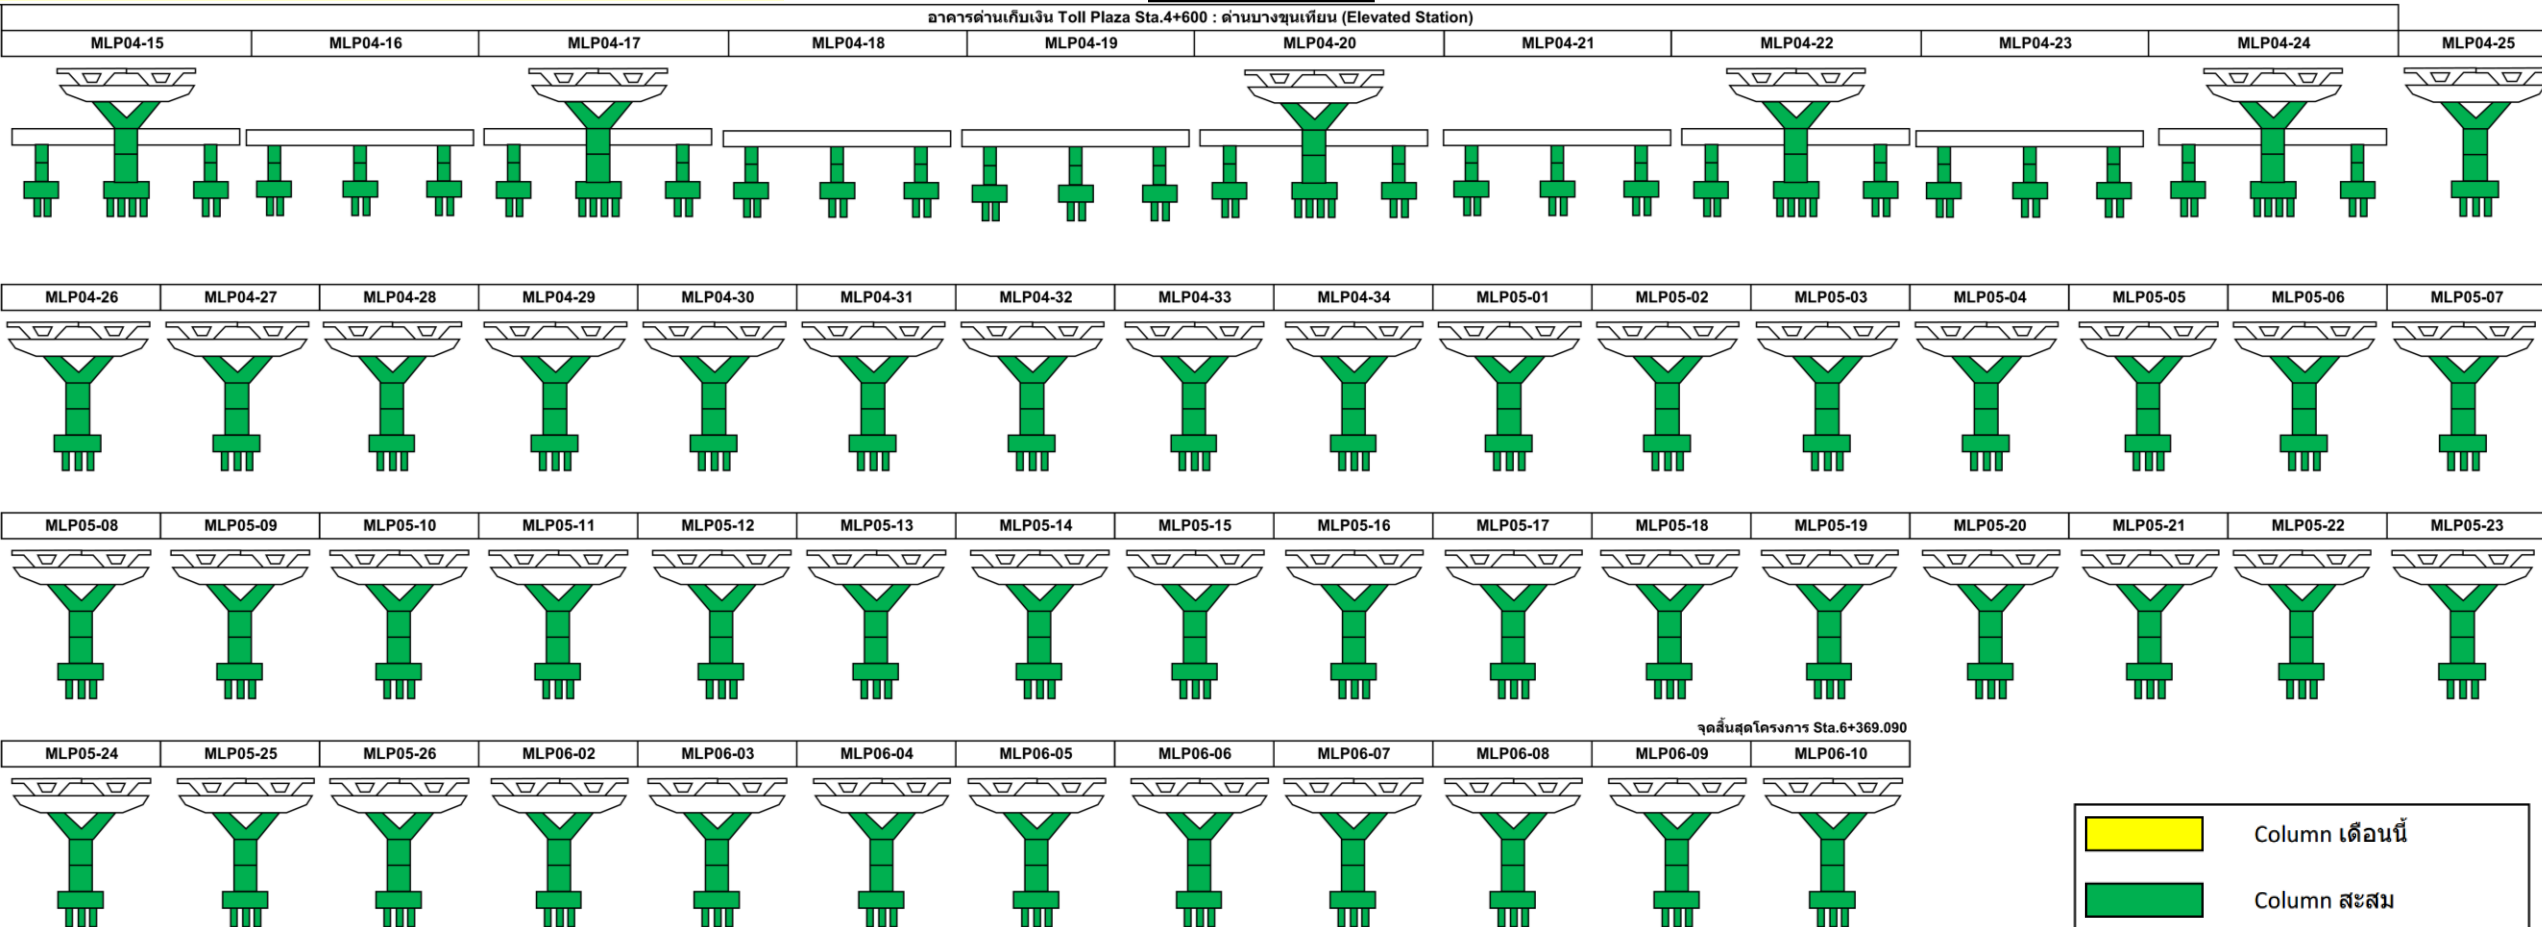 อาคารด่านเก็บเงิน Toll Plaza Sta.4+600 : ด่านบางขุนเทียน (Elevated Station)
MLP04-15 MLP04-16 MLP04-17 MLP04-18 MLP04-19 MLP04-20 MLP04-21 MLP04-22 MLP04-23 MLP04-24 MLP04-25
MLP04-26 MLP04-27 MLP04-28 MLP04-29 MLP04-30 MLP04-31 MLP04-32 MLP04-33 MLP04-34 MLP05-01 MLP05-02 MLP05-03 MLP05-04 MLP05-05 MLP05-06 MLP05-07
MLP05-08 MLP05-09 MLP05-10 MLP05-11 MLP05-12 MLP05-13 MLP05-14 MLP05-15 MLP05-16 MLP05-17 MLP05-18 MLP05-19 MLP05-20 MLP05-21 MLP05-22 MLP05-23
จุดสิ้นสุดโครงการ Sta.6+369.090
MLP05-24 MLP05-25 MLP05-26 MLP06-02 MLP06-03 MLP06-04 MLP06-05 MLP06-06 MLP06-07 MLP06-08 MLP06-09 MLP06-10
Column เดือนนี้
Column สะสม